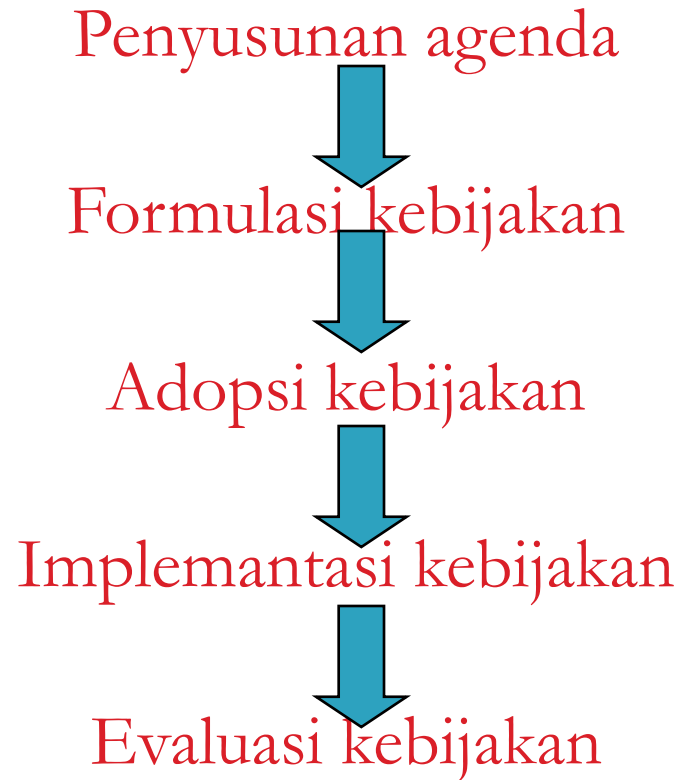 Penyusunan agenda
Formulasi kebijakan
Adopsi kebijakan
Implemantasi kebijakan
Evaluasi kebijakan